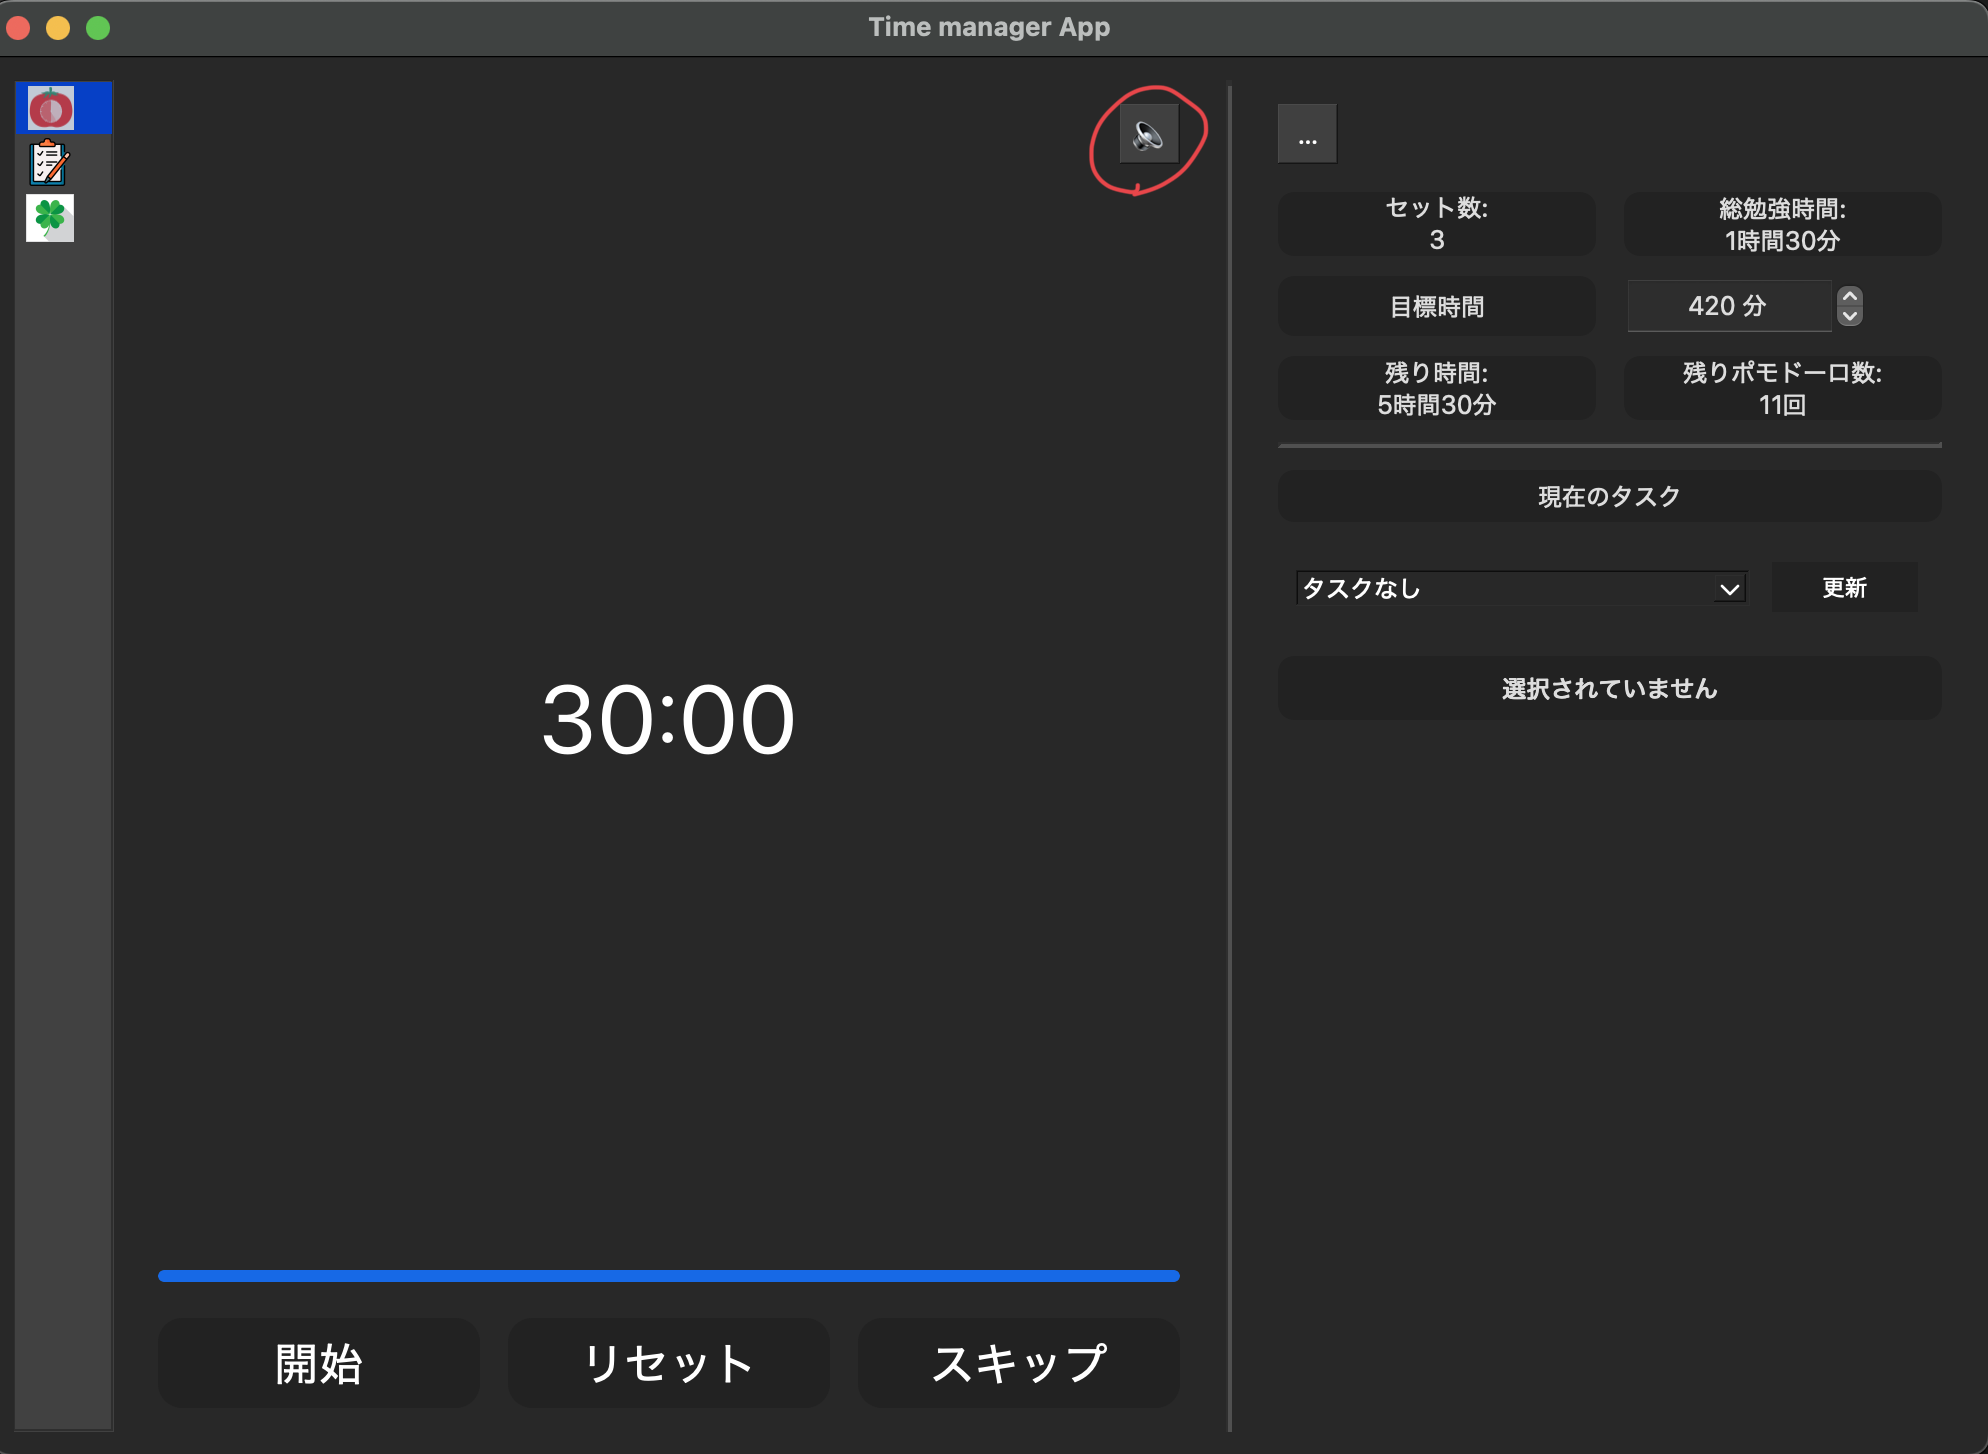 Time manager App
...
セット数:
3
総勉強時間:
1時間30分
目標時間
420 分
残り時間:
5時間30分
残りポモドーロ数:
11回
現在のタスク
タスクなし
更新
選択されていません
30:00
開始
リセット
スキップ